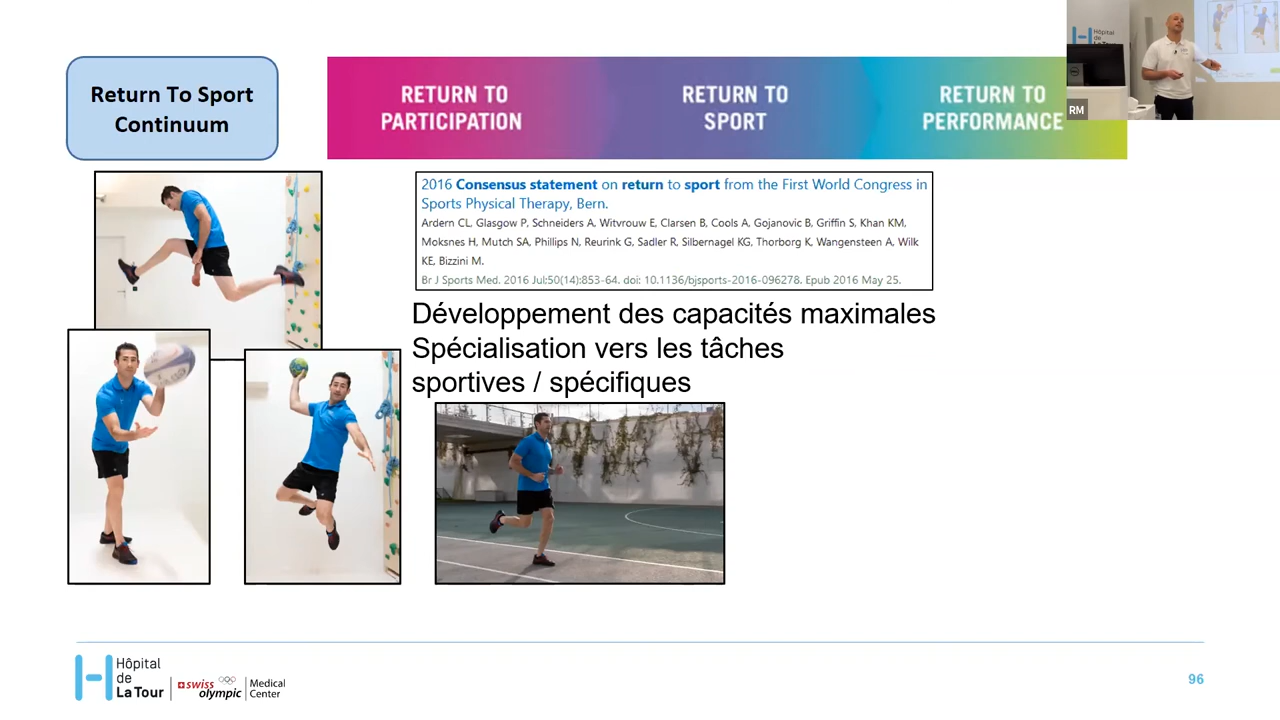 Return To Sport
Continuum
RETURN TO
PARTICIPATION
RETURN TO
SPORT
RETURN TO
PERFORMANCE
Hôpital
de
La Tour
RM
2016 Consensus statement on return to sport from the First World Congress in
Sports Physical Therapy, Bern.
Ardern CL, Glasgow P, Schneiders A, Witvrouw E, Clarsen B, Cools A, Gojanovic B, Griffin S, Khan KM,
Moksnes H, Mutch SA, Phillips N, Reurink G, Sadler R, Silbernagel KG, Thorborg K, Wangensteen A, Wilk
KE, Bizzini M.
Br J Sports Med. 2016 Jul;50(14):853-64. doi: 10.1136/bjsports-2016-096278. Epub 2016 May 25.
Développement des capacités maximales
Spécialisation vers les tâches
sportives / spécifiques
Hôpital
de
La Tour
swiss
olympic
Medical
Center
96